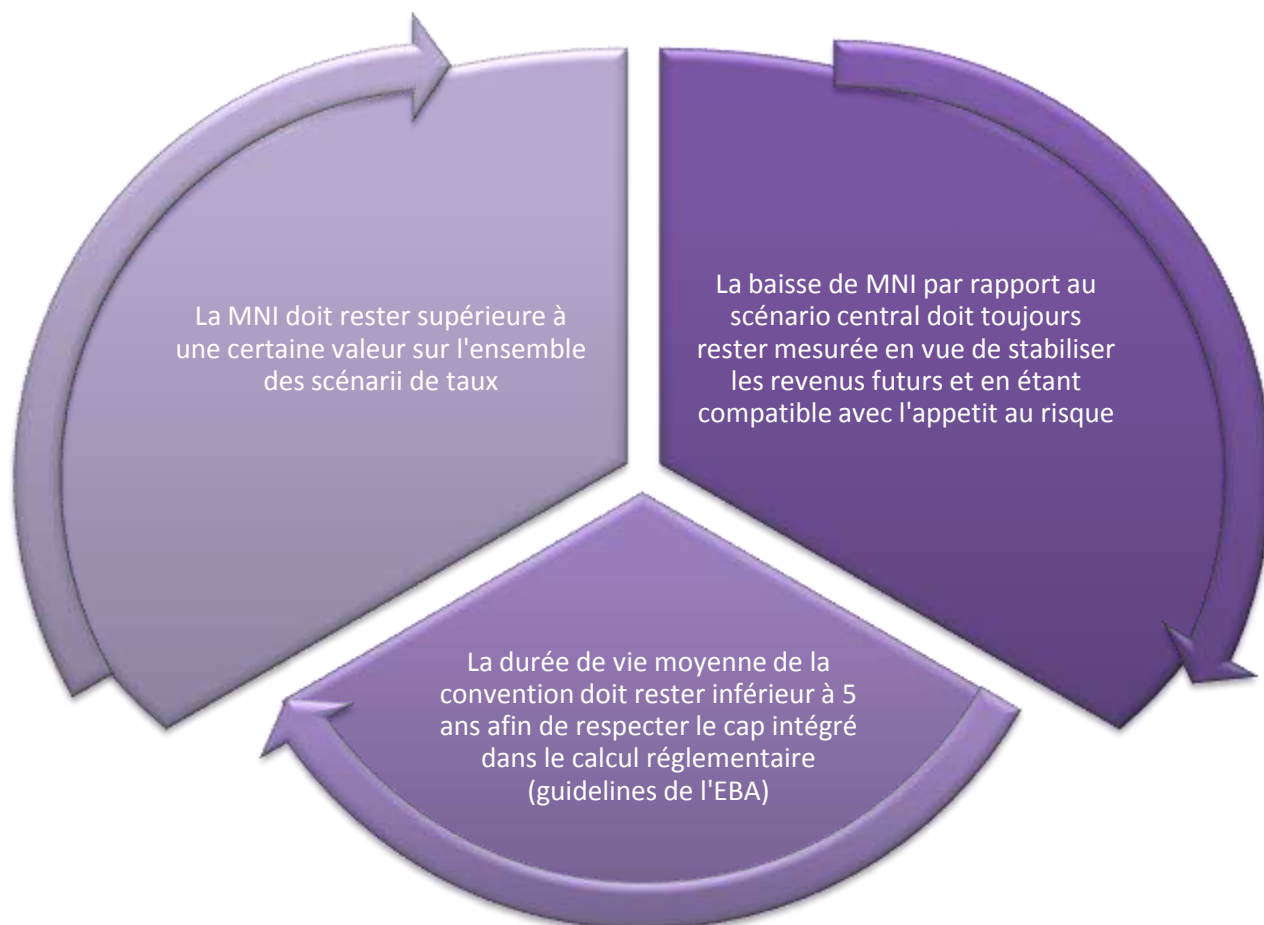 La MNI doit rester supérieure à
une certaine valeur sur l'ensemble
des scénarii de taux
La baisse de MNI par rapport au
scénario central doit toujours
rester mesurée en vue de stabiliser
les revenus futurs et en étant
compatible avec l'appetit au risque
La durée de vie moyenne de la
convention doit rester inférieur à 5
ans afin de respecter le cap intégré
dans le calcul réglementaire
(guidelines de l'EBA)